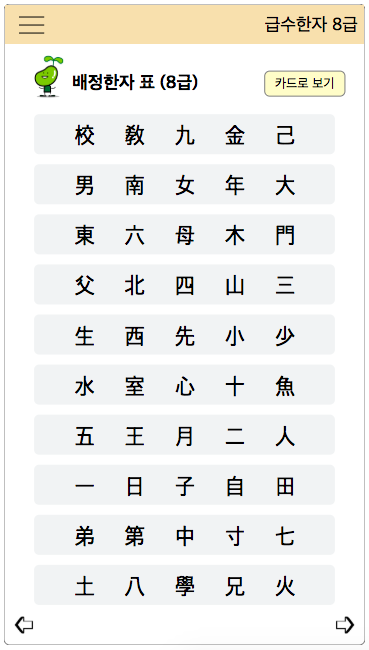 급수한자 8급
배정한자 표 (8급)
카드로 보기
校 敎 九 金 己
男 南 女 年 大
東 六 母 木 門
父 北 四 山 三
生 西 先 小 少
水 室 心 十 魚
五 王 月 二 人
一 日 子 自 田
弟 第 中 寸 七
土 八 學 兄 火